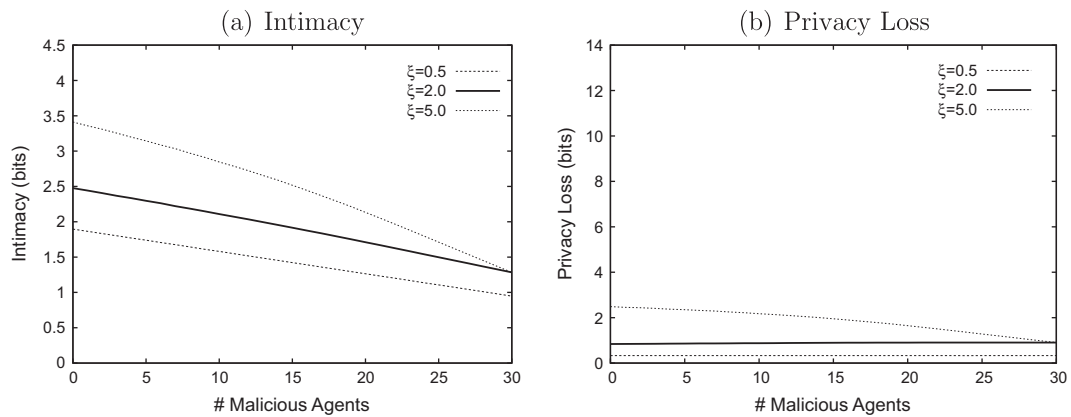 (a) Intimacy
4.5
4
3.5
3
2.5
2
1.5
1
0.5
0
Intimacy (bits)
ξ=0.5
ξ=2.0
ξ=5.0
0 5 10 15 20 25 30
# Malicious Agents
(b) Privacy Loss
14
12
10
8
6
4
2
0
Privacy Loss (bits)
ξ=0.5
ξ=2.0
ξ=5.0
0 5 10 15 20 25 30
# Malicious Agents